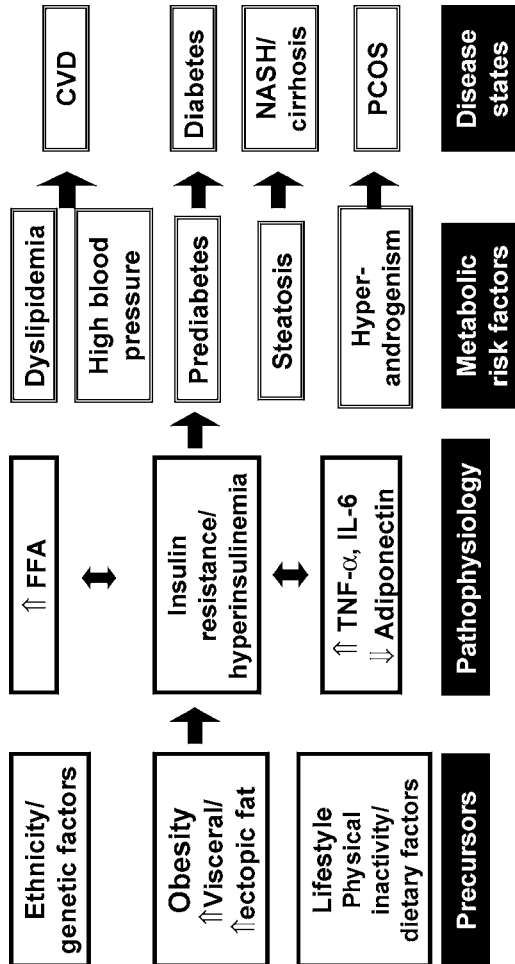 Ethnicity/
genetic factors
Obesity
⇑Visceral/
⇑ectopic fat
Lifestyle
Physical
inactivity/
dietary factors
Precursors
⇑ FFA
Insulin
resistance/
hyperinsulinemia
⇑ TNF-α, IL-6
⇓ Adiponectin
Pathophysiology
Dyslipidemia
High blood
pressure
Prediabetes
Steatosis
Hyper-
androgenism
Metabolic
risk factors
CVD
Diabetes
NASH/
cirrhosis
PCOS
Disease
states